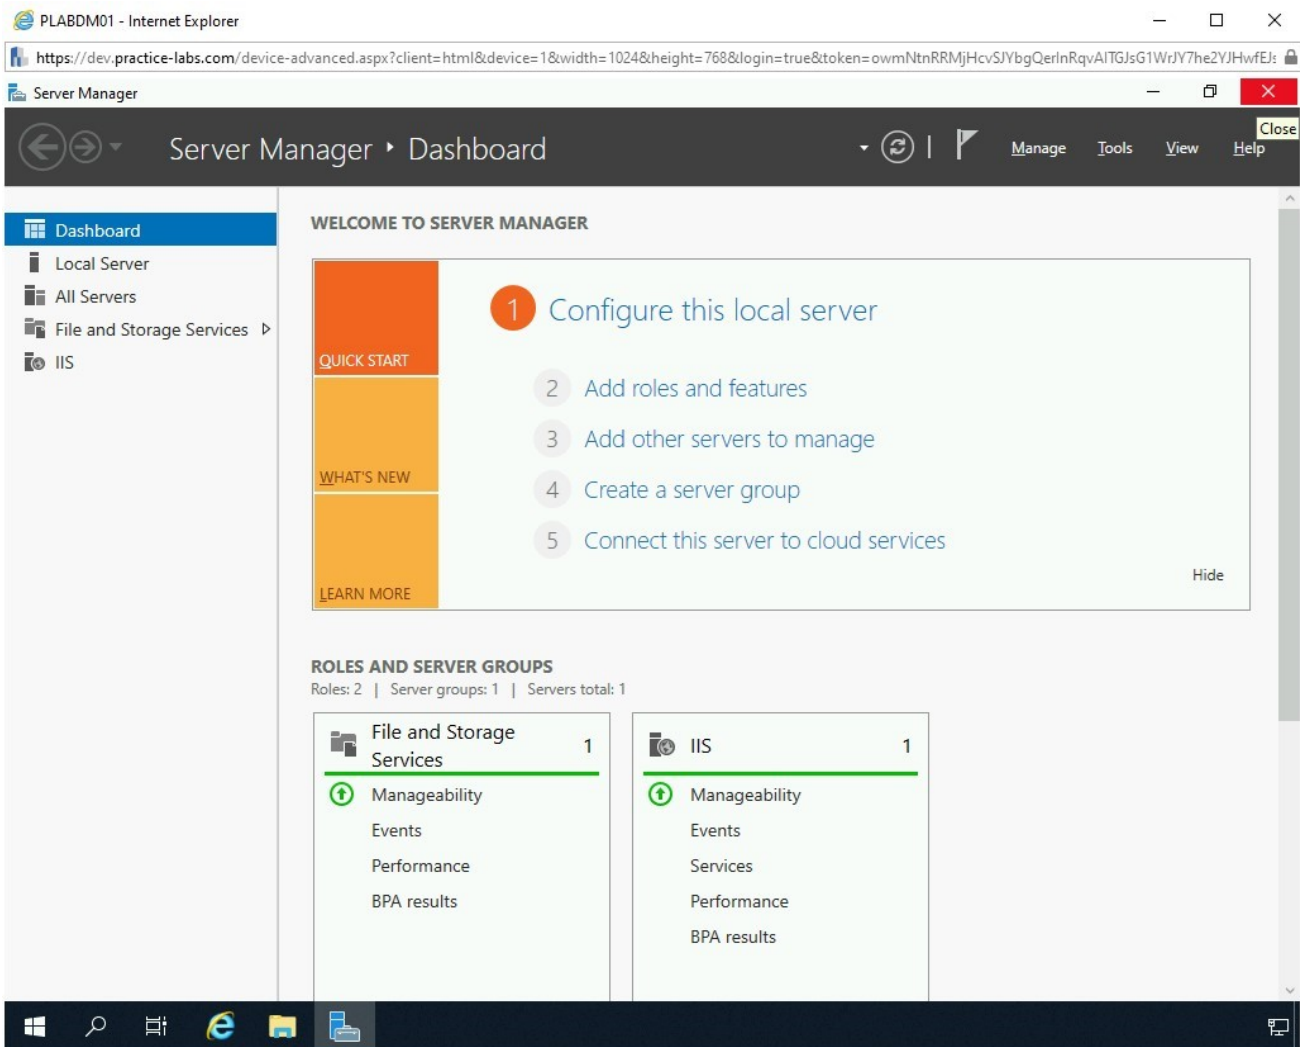 PLABDM01 - Internet Explorer
https://dev.practice-labs.com/device-advanced.aspx?client=html&device=1&width=1024&height=768&login=true&token=
Server Manager
Close
Server Manager ‣ Dashboard
Manage Tools View Help
Dashboard
Local Server
All Servers
File and Storage Services
IIS
WELCOME TO SERVER MANAGER
QUICK START
WHAT'S NEW
LEARN MORE
1 Configure this local server
2 Add roles and features
3 Add other servers to manage
4 Create a server group
5 Connect this server to cloud services
Hide
ROLES AND SERVER GROUPS
Roles: 2 | Server groups: 1 | Servers total: 1
File and Storage
Services 1
Manageability
Events
Performance
BPA results
IIS 1
Manageability
Events
Services
Performance
BPA results